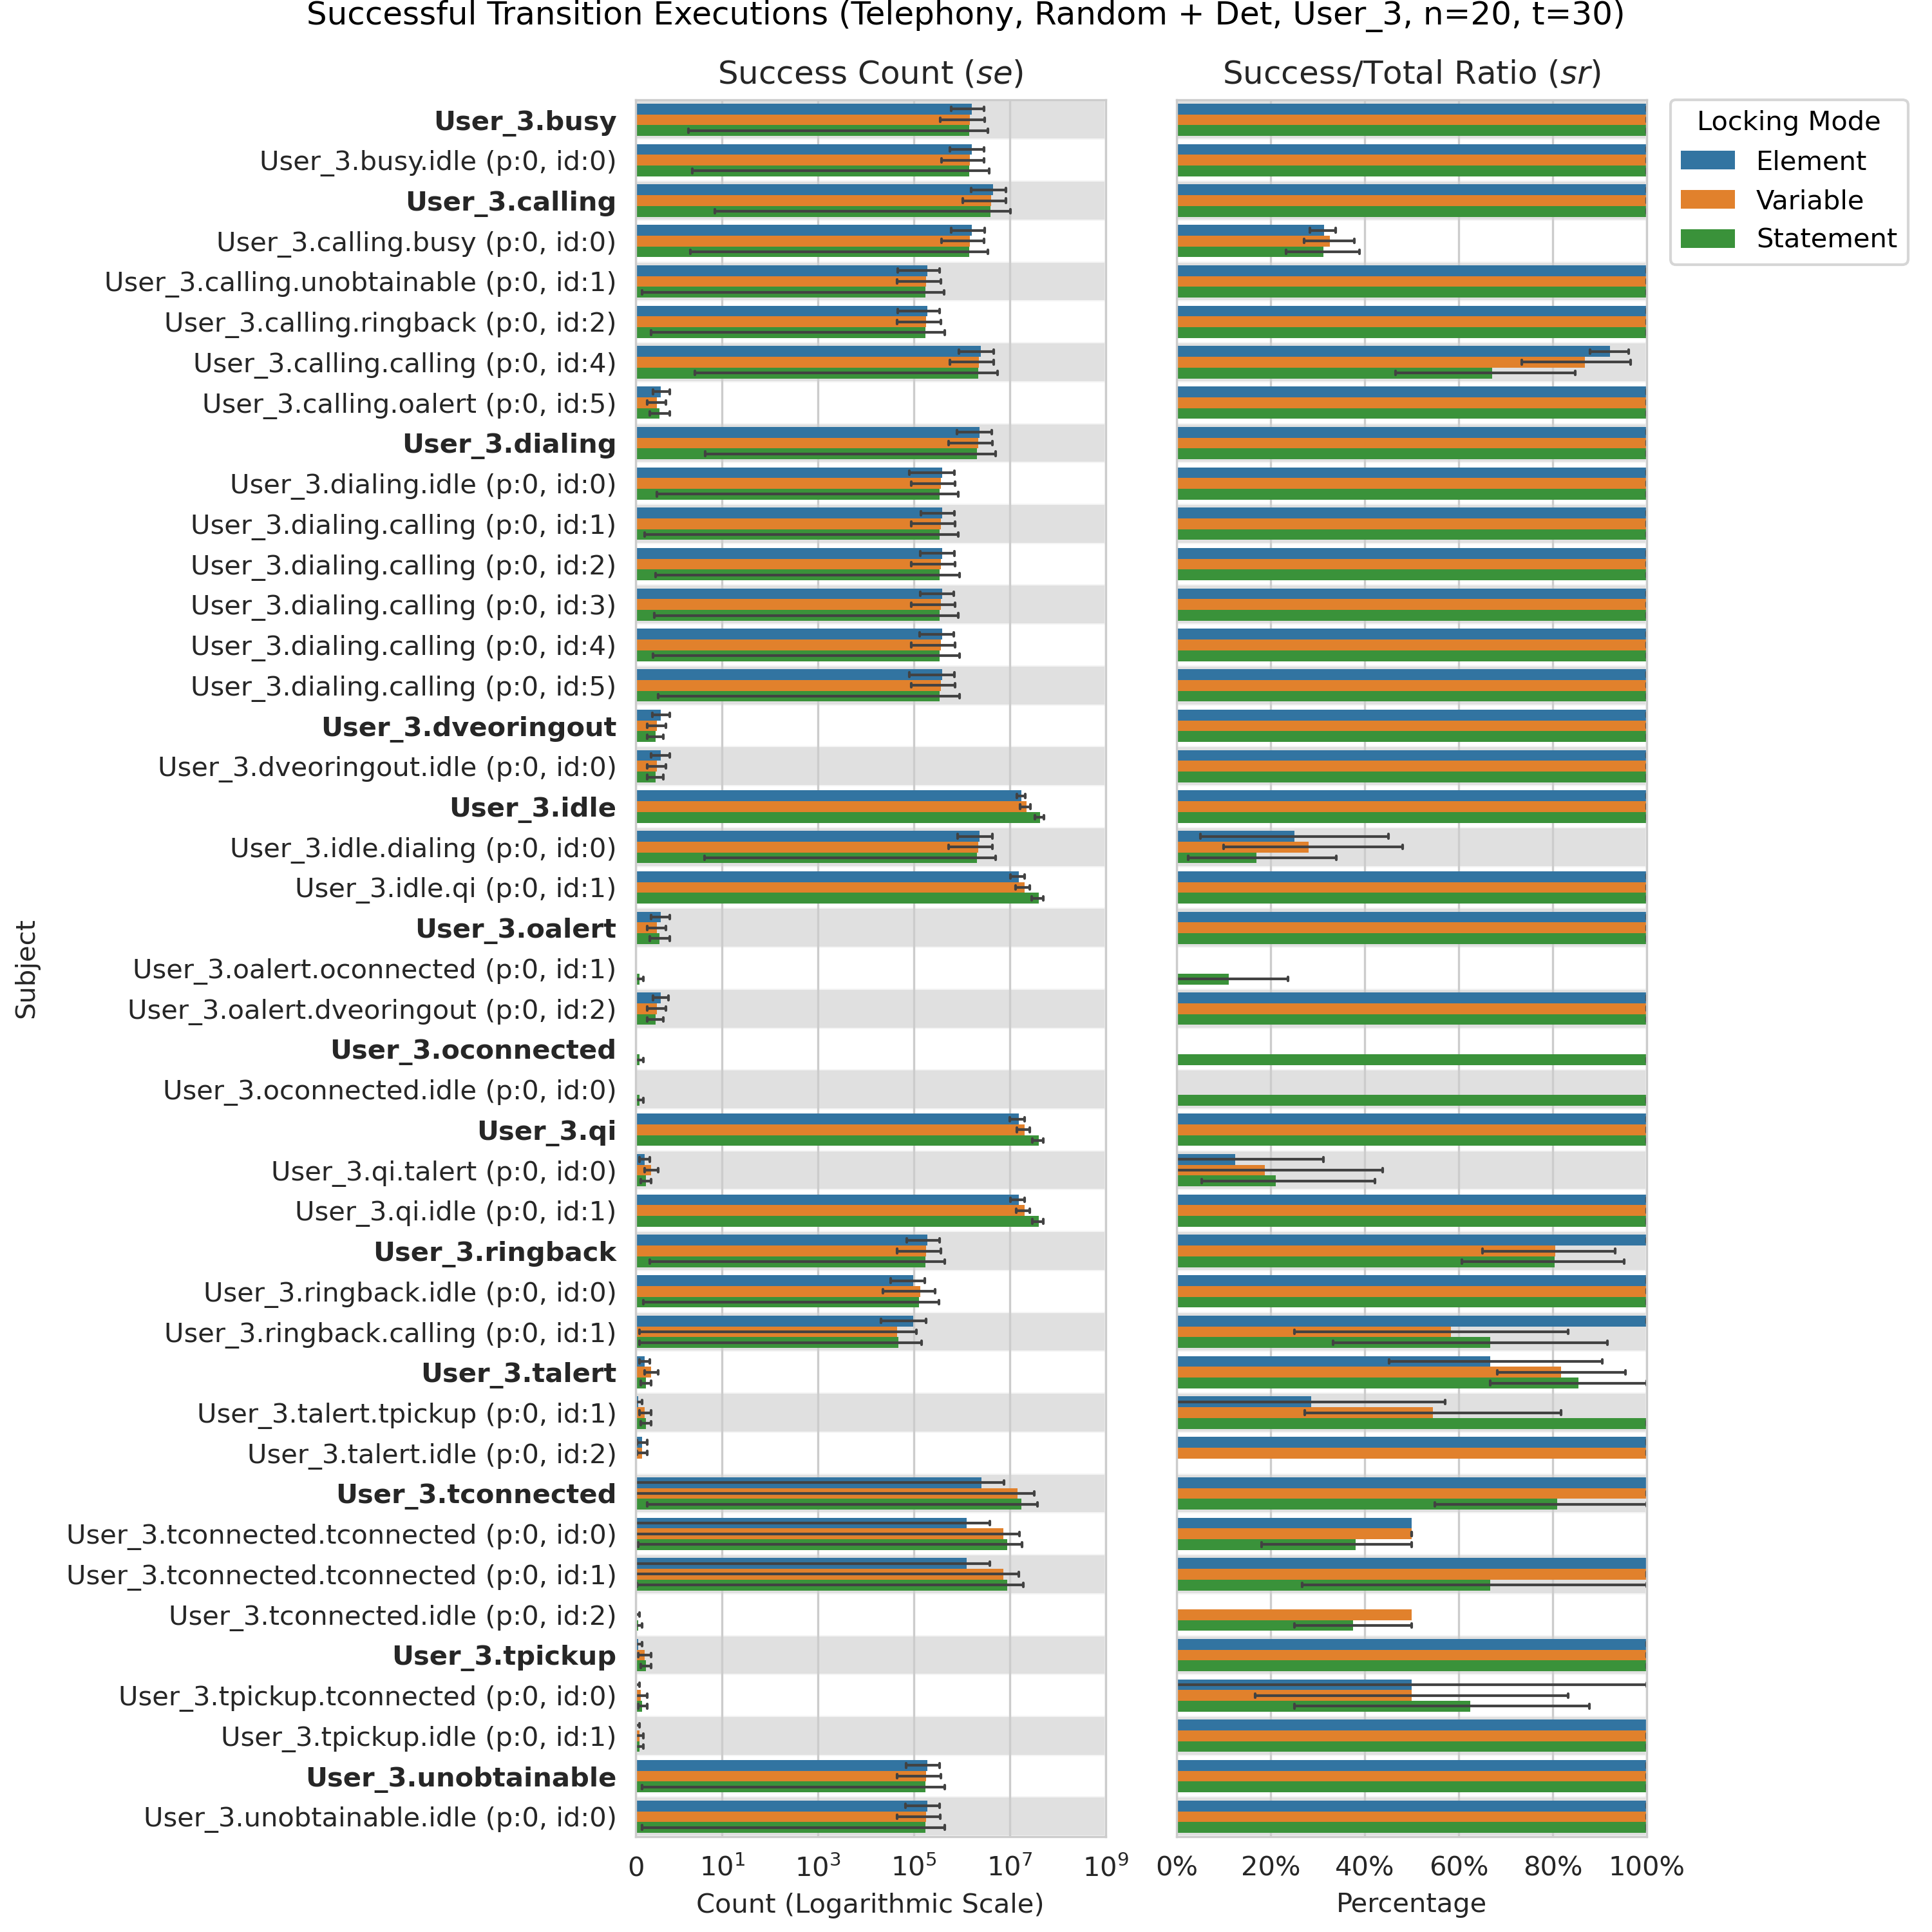 Successful Transition Executions (Telephony, Random + Det, User_3, n=20, t=30)
Success Count (se)
Success/Total Ratio (sr)
Locking Mode
Element
Variable
Statement
Subject
User_3.busy
User_3.busy.idle (p:0, id:0)
User_3.calling
User_3.calling.busy (p:0, id:0)
User_3.calling.unobtainable (p:0, id:1)
User_3.calling.ringback (p:0, id:2)
User_3.calling.calling (p:0, id:4)
User_3.calling.oalert (p:0, id:5)
User_3.dialing
User_3.dialing.idle (p:0, id:0)
User_3.dialing.calling (p:0, id:1)
User_3.dialing.calling (p:0, id:2)
User_3.dialing.calling (p:0, id:3)
User_3.dialing.calling (p:0, id:4)
User_3.dialing.calling (p:0, id:5)
User_3.dveoringout
User_3.dveoringout.idle (p:0, id:0)
User_3.idle
User_3.idle.dialing (p:0, id:0)
User_3.idle.qi (p:0, id:1)
User_3.oalert
User_3.oalert.oconnected (p:0, id:1)
User_3.oalert.dveoringout (p:0, id:2)
User_3.oconnected
User_3.oconnected.idle (p:0, id:0)
User_3.qi
User_3.qi.talert (p:0, id:0)
User_3.qi.idle (p:0, id:1)
User_3.ringback
User_3.ringback.idle (p:0, id:0)
User_3.ringback.calling (p:0, id:1)
User_3.talert
User_3.talert.tpickup (p:0, id:1)
User_3.talert.idle (p:0, id:2)
User_3.tconnected
User_3.tconnected.tconnected (p:0, id:0)
User_3.tconnected.tconnected (p:0, id:1)
User_3.tconnected.idle (p:0, id:2)
User_3.tpickup
User_3.tpickup.tconnected (p:0, id:0)
User_3.tpickup.idle (p:0, id:1)
User_3.unobtainable
User_3.unobtainable.idle (p:0, id:0)
0 10¹ 10³ 10⁵ 10⁷ 10⁹
0% 20% 40% 60% 80% 100%
Count (Logarithmic Scale)
Percentage